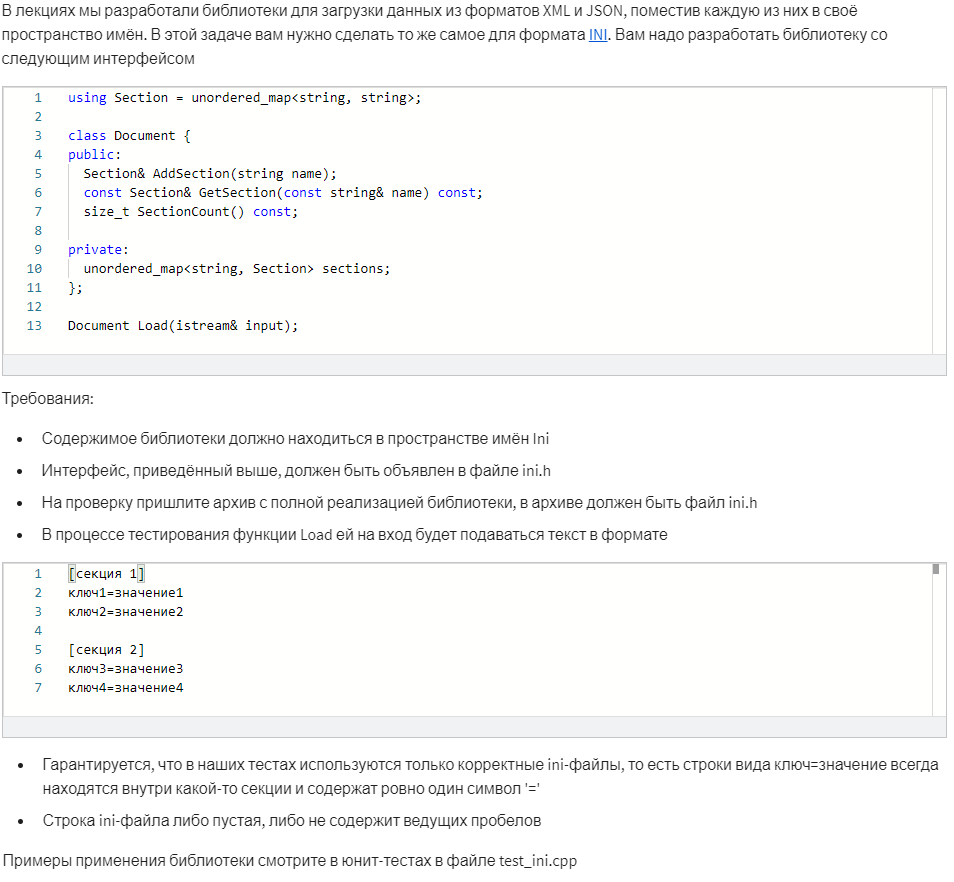 В лекциях мы разработали библиотеки для загрузки данных из форматов XML и JSON, поместив каждую из них в своё
пространство имён. В этой задаче вам нужно сделать то же самое для формата INI. Вам надо разработать библиотеку со
следующим интерфейсом
1 using Section = unordered_map<string, string>;
2
3 class Document {
4 public:
5 Section& AddSection(string name);
6 const Section& GetSection(const string& name) const;
7 size_t SectionCount() const;
8
9 private:
10 unordered_map<string, Section> sections;
11 };
12
13 Document Load(istream& input);
Требования:
• Содержимое библиотеки должно находиться в пространстве имён Ini
• Интерфейс, приведённый выше, должен быть объявлен в файле ini.h
• На проверку пришлите архив с полной реализацией библиотеки, в архиве должен быть файл ini.h
• В процессе тестирования функции Load ей на вход будет подаваться текст в формате
1 [секция 1]
2 ключ1=значение1
3 ключ2=значение2
4
5 [секция 2]
6 ключ3=значение3
7 ключ4=значение4
• Гарантируется, что в наших тестах используются только корректные ini-файлы, то есть строки вида ключ=значение всегда
находятся внутри какой-то секции и содержат ровно один символ '='
• Строка ini-файла либо пустая, либо не содержит ведущих пробелов
Примеры применения библиотеки смотрите в юнит-тестах в файле test_ini.cpp